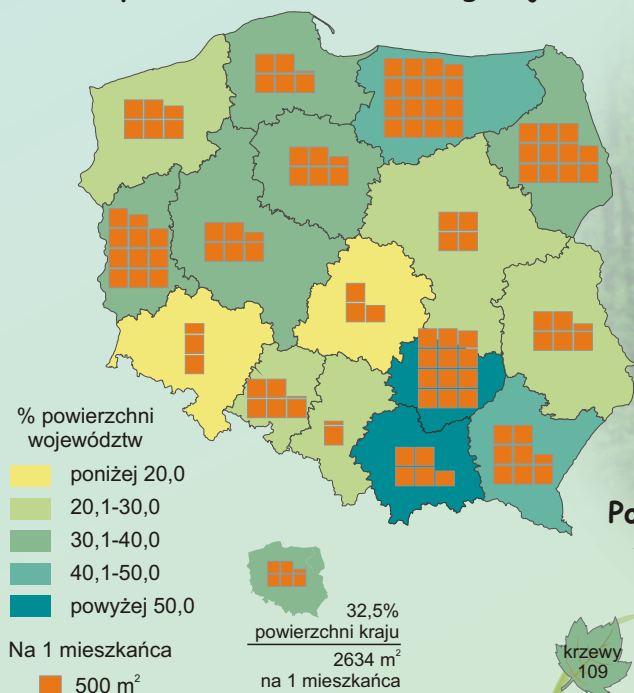 % powierzchni
województw
poniżej 20,0
20,1-30,0
30,1-40,0
40,1-50,0
powyżej 50,0
Na 1 mieszkańca
500 m²
32,5%
powierzchni kraju
2634 m²
na 1 mieszkańca
krzewy
109